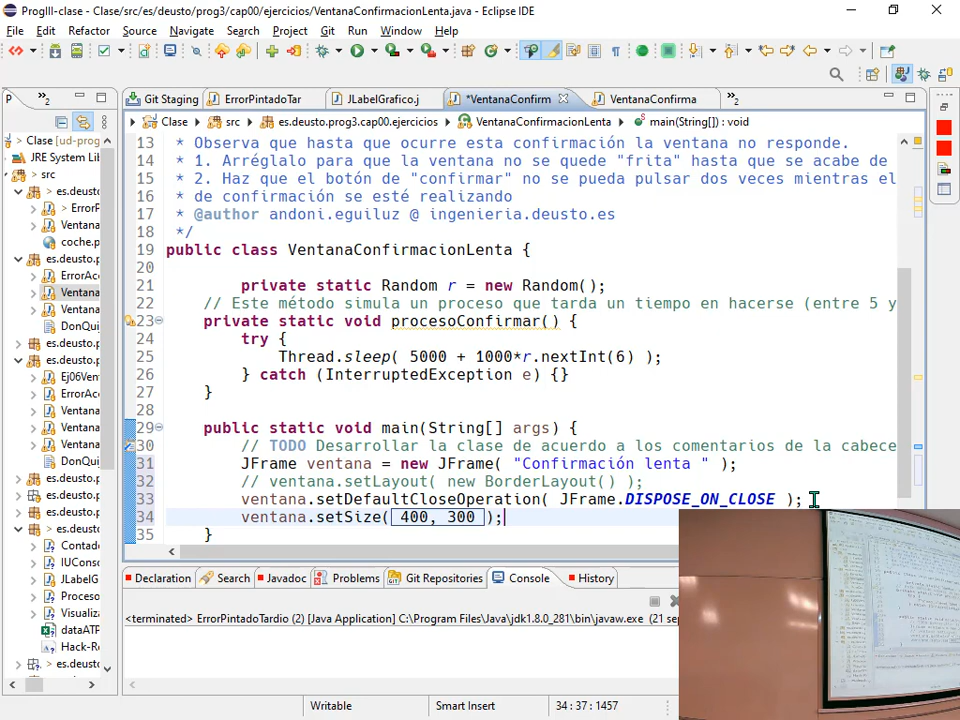 ProgIII-clase - Clase/src/es/deusto/prog3/cap00/ejercicios/VentanaConfirmacionLenta.java - Eclipse IDE
File Edit Refactor Source Navigate Search Project Git Run Window Help
P »2
Git Staging ErrorPintadoTar JLabelGrafico.j *VentanaConfirm VentanaConfirma »2
Clase src es.deusto.prog3.cap00.ejercicios VentanaConfirmacionLenta main(String[]) : void
Clase [ud-prog
JRE System Lib
src
es.deusto
ErrorP
Ventana
coche.p
es.deusto.
ErrorAc
Ventana
Ventana
DonQui
es.deusto.
es.deusto.
Ej06Ven
ErrorAc
Ventana
Ventana
Ventana
DonQui
es.deusto.
es.deusto.
es.deusto.
es.deusto
Contado
IUConso
JLabelG
Proceso
Visualiza
dataATP
Hack-Re
es.deusto
13 * Observa que hasta que ocurre esta confirmación la ventana no responde.
14 * 1. Arréglalo para que la ventana no se quede "frita" hasta que se acabe de
15 * 2. Haz que el botón de "confirmar" no se pueda pulsar dos veces mientras el
16 * de confirmación se esté realizando
17 * @author andoni.eguiluz @ ingenieria.deusto.es
18 */
19 public class VentanaConfirmacionLenta {
20
21 private static Random r = new Random();
22 // Este método simula un proceso que tarda un tiempo en hacerse (entre 5 y
23 private static void procesoConfirmar() {
24 try {
25 Thread.sleep( 5000 + 1000*r.nextInt(6) );
26 } catch (InterruptedException e) {}
27 }
28
29 public static void main(String[] args) {
30 // TODO Desarrollar la clase de acuerdo a los comentarios de la cabece
31 JFrame ventana = new JFrame( "Confirmación lenta " );
32 // ventana.setLayout( new BorderLayout() );
33 ventana.setDefaultCloseOperation( JFrame.DISPOSE_ON_CLOSE );
34 ventana.setSize( 400, 300 );
35 }
Declaration Search Javadoc Problems Git Repositories Console History
<terminated> ErrorPintadoTardio (2) [Java Application] C:\Program Files\Java\jdk1.8.0_281\bin\javaw.exe (21 sep
Writable Smart Insert 34 : 37 : 1457